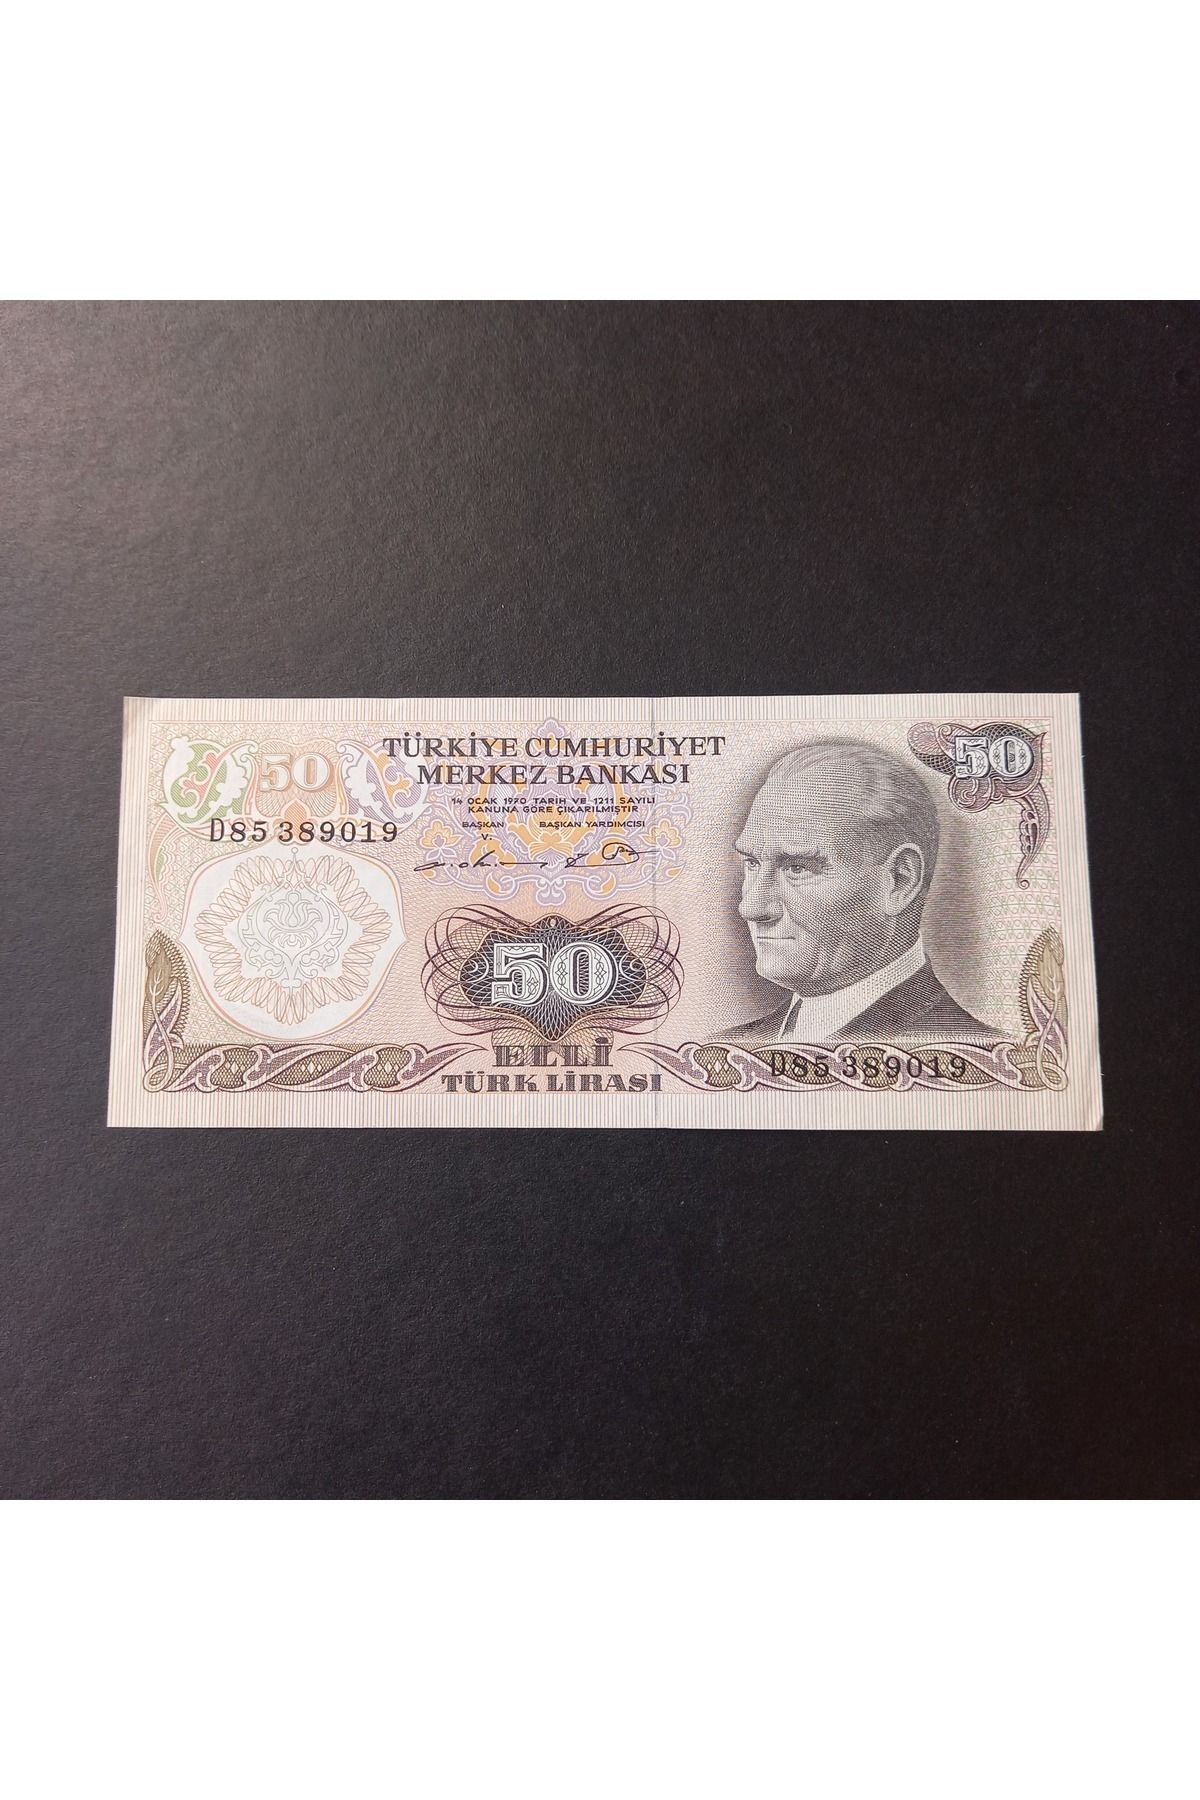 50
TÜRKİYE CUMHURİYET
MERKEZ BANKASI
50
14 OCAK 1970 TARİH VE 1211 SAYILI
KANUNA GÖRE ÇIKARILMIŞTIR
BAŞKAN BAŞKAN YARDIMCISI
V.
D85 389019
50
ELLİ
TÜRK LİRASI
D85 389019